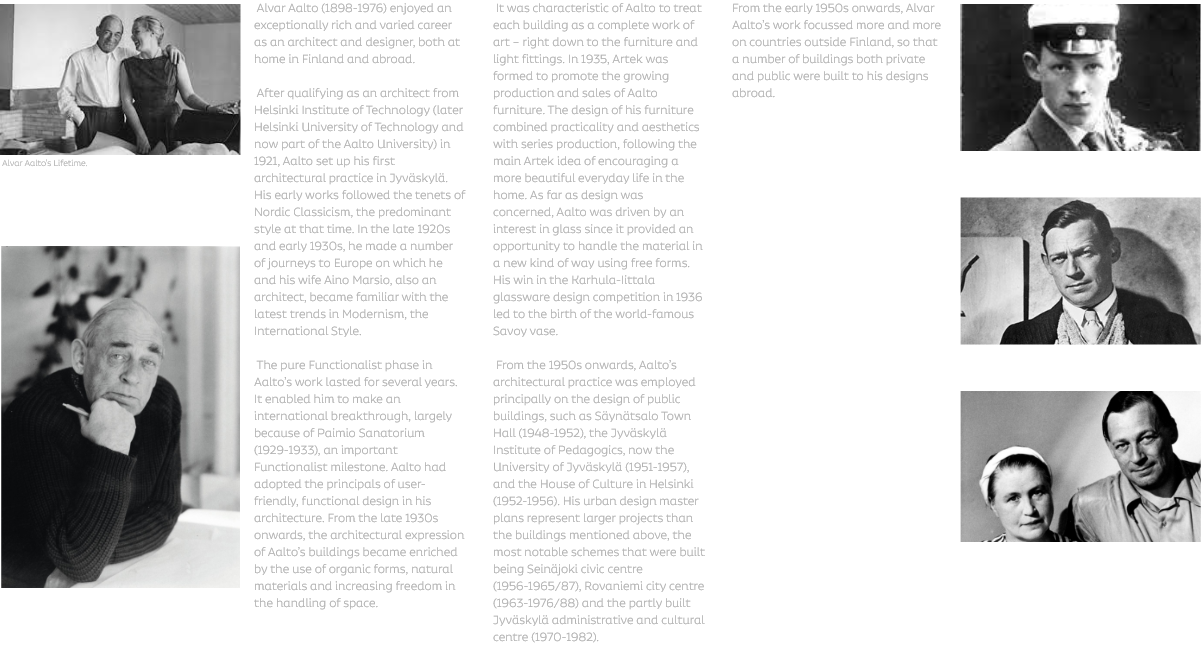 Alvar Aalto's Lifetime.
Alvar Aalto (1898-1976) enjoyed an
exceptionally rich and varied career
as an architect and designer, both at
home in Finland and abroad.
After qualifying as an architect from
Helsinki Institute of Technology (later
Helsinki University of Technology and
now part of the Aalto University) in
1921, Aalto set up his first
architectural practice in Jyväskylä.
His early works followed the tenets of
Nordic Classicism, the predominant
style at that time. In the late 1920s
and early 1930s, he made a number
of journeys to Europe on which he
and his wife Aino Marsio, also an
architect, became familiar with the
latest trends in Modernism, the
International Style.
The pure Functionalist phase in
Aalto's work lasted for several years.
It enabled him to make an
international breakthrough, largely
because of Paimio Sanatorium
(1929-1933), an important
Functionalist milestone. Aalto had
adopted the principals of user-
friendly, functional design in his
architecture. From the late 1930s
onwards, the architectural expression
of Aalto's buildings became enriched
by the use of organic forms, natural
materials and increasing freedom in
the handling of space.
It was characteristic of Aalto to treat
each building as a complete work of
art – right down to the furniture and
light fittings. In 1935, Artek was
formed to promote the growing
production and sales of Aalto
furniture. The design of his furniture
combined practicality and aesthetics
with series production, following the
main Artek idea of encouraging a
more beautiful everyday life in the
home. As far as design was
concerned, Aalto was driven by an
interest in glass since it provided an
opportunity to handle the material in
a new kind of way using free forms.
His win in the Karhula-Iittala
glassware design competition in 1936
led to the birth of the world-famous
Savoy vase.
From the 1950s onwards, Aalto's
architectural practice was employed
principally on the design of public
buildings, such as Säynätsalo Town
Hall (1948-1952), the Jyväskylä
Institute of Pedagogics, now the
University of Jyväskylä (1951-1957),
and the House of Culture in Helsinki
(1952-1956). His urban design master
plans represent larger projects than
the buildings mentioned above, the
most notable schemes that were built
being Seinäjoki civic centre
(1956-1965/87), Rovaniemi city centre
(1963-1976/88) and the partly built
Jyväskylä administrative and cultural
centre (1970-1982).
From the early 1950s onwards, Alvar
Aalto's work focussed more and more
on countries outside Finland, so that
a number of buildings both private
and public were built to his designs
abroad.